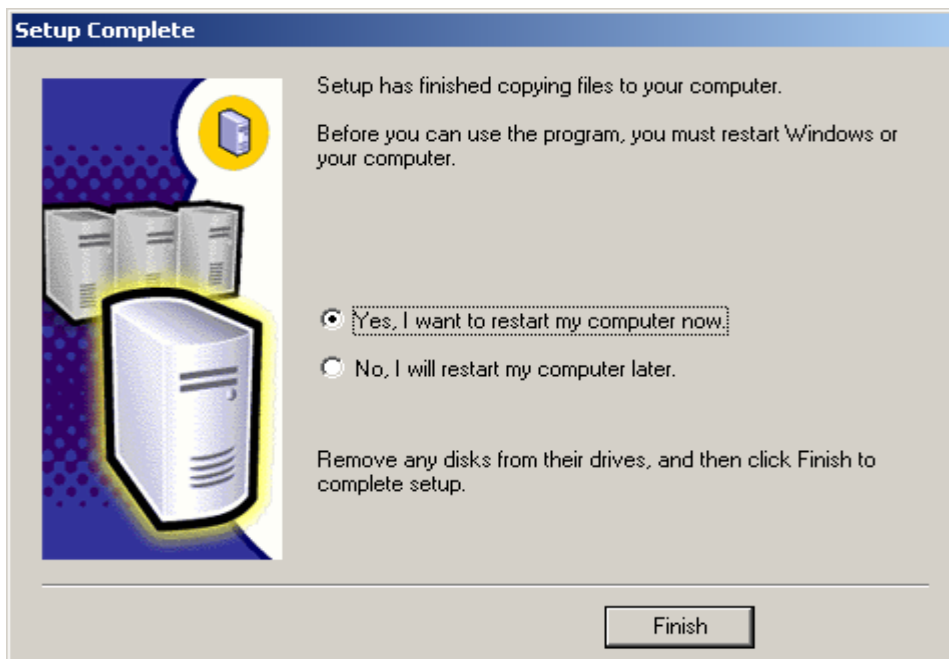 Setup Complete
Setup has finished copying files to your computer.
Before you can use the program, you must restart Windows or
your computer.
Yes, I want to restart my computer now.
No, I will restart my computer later.
Remove any disks from their drives, and then click Finish to
complete setup.
Finish